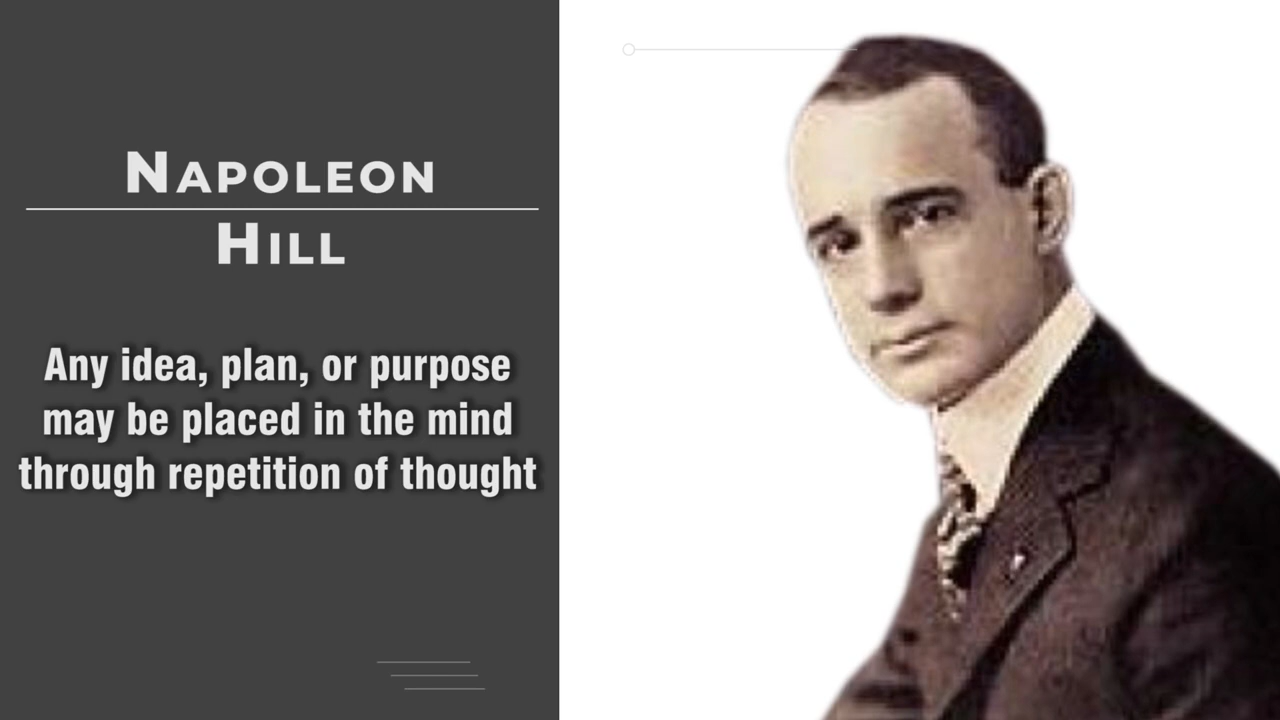 Napoleon
Hill
Any idea, plan, or purpose
may be placed in the mind
through repetition of thought